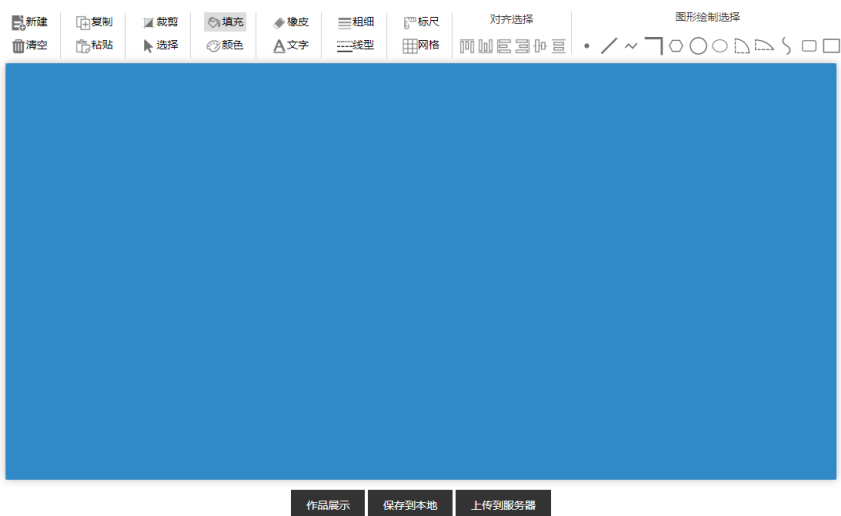 新建 复制 裁剪 填充 橡皮 粗细 标尺 对齐选择 图形绘制选择
清空 粘贴 选择 颜色 文字 线型 网格
作品展示 保存到本地 上传到服务器